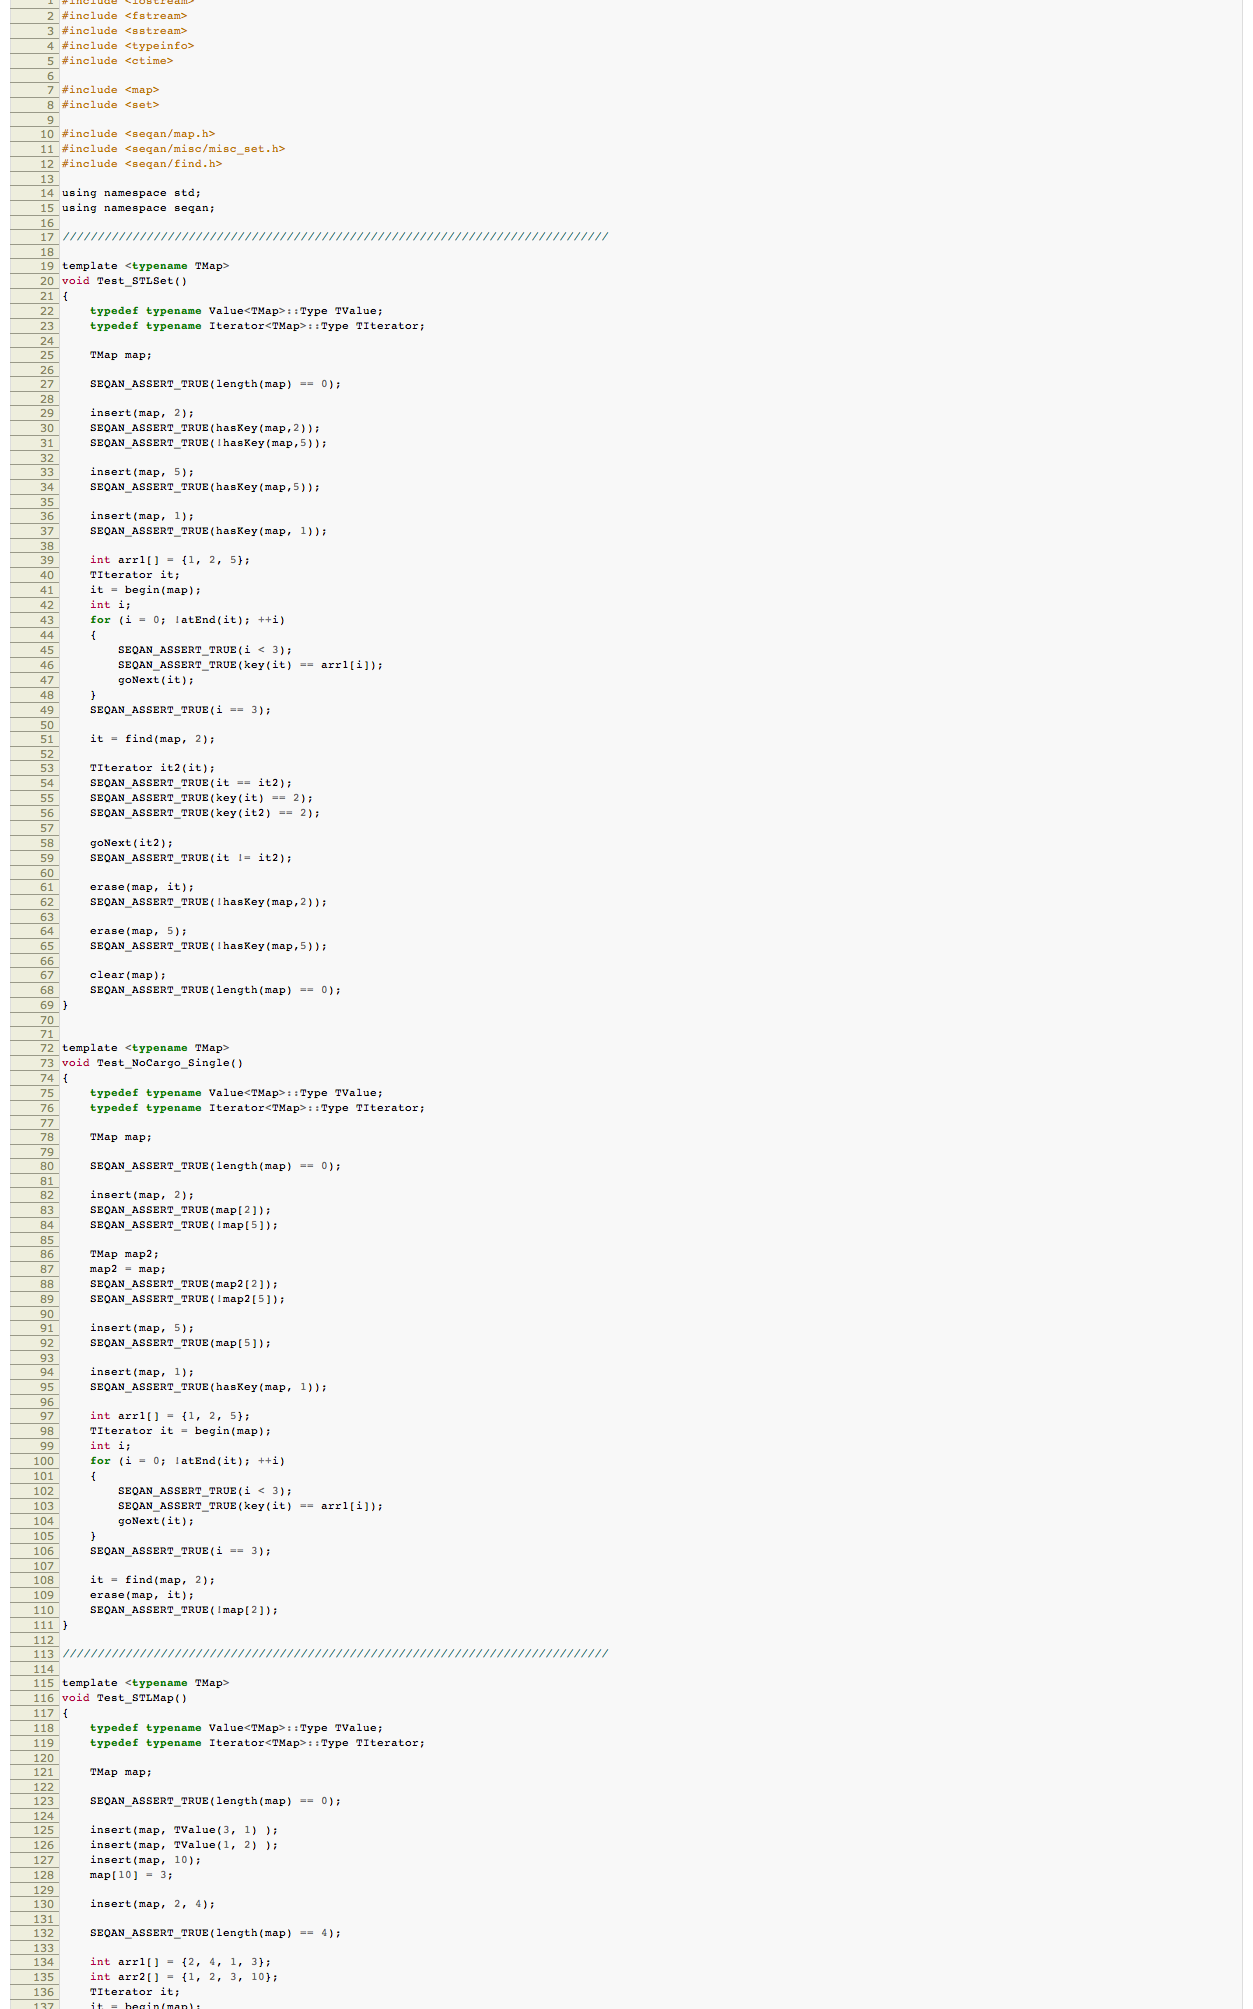 1 #include <iostream>
2 #include <fstream>
3 #include <sstream>
4 #include <typeinfo>
5 #include <ctime>
6
7 #include <map>
8 #include <set>
9
10 #include <seqan/map.h>
11 #include <seqan/misc/misc_set.h>
12 #include <seqan/find.h>
13
14 using namespace std;
15 using namespace seqan;
16
17 //////////////////////////////////////////////////////////////////////////////
18
19 template <typename TMap>
20 void Test_STLSet()
21 {
22     typedef typename Value<TMap>::Type TValue;
23     typedef typename Iterator<TMap>::Type TIterator;
24
25     TMap map;
26
27     SEQAN_ASSERT_TRUE(length(map) == 0);
28
29     insert(map, 2);
30     SEQAN_ASSERT_TRUE(hasKey(map,2));
31     SEQAN_ASSERT_TRUE(!hasKey(map,5));
32
33     insert(map, 5);
34     SEQAN_ASSERT_TRUE(hasKey(map,5));
35
36     insert(map, 1);
37     SEQAN_ASSERT_TRUE(hasKey(map, 1));
38
39     int arr1[] = {1, 2, 5};
40     TIterator it;
41     it = begin(map);
42     int i;
43     for (i = 0; !atEnd(it); ++i)
44     {
45         SEQAN_ASSERT_TRUE(i < 3);
46         SEQAN_ASSERT_TRUE(key(it) == arr1[i]);
47         goNext(it);
48     }
49     SEQAN_ASSERT_TRUE(i == 3);
50
51     it = find(map, 2);
52
53     TIterator it2(it);
54     SEQAN_ASSERT_TRUE(it == it2);
55     SEQAN_ASSERT_TRUE(key(it) == 2);
56     SEQAN_ASSERT_TRUE(key(it2) == 2);
57
58     goNext(it2);
59     SEQAN_ASSERT_TRUE(it != it2);
60
61     erase(map, it);
62     SEQAN_ASSERT_TRUE(!hasKey(map,2));
63
64     erase(map, 5);
65     SEQAN_ASSERT_TRUE(!hasKey(map,5));
66
67     clear(map);
68     SEQAN_ASSERT_TRUE(length(map) == 0);
69 }
70
71
72 template <typename TMap>
73 void Test_NoCargo_Single()
74 {
75     typedef typename Value<TMap>::Type TValue;
76     typedef typename Iterator<TMap>::Type TIterator;
77
78     TMap map;
79
80     SEQAN_ASSERT_TRUE(length(map) == 0);
81
82     insert(map, 2);
83     SEQAN_ASSERT_TRUE(map[2]);
84     SEQAN_ASSERT_TRUE(!map[5]);
85
86     TMap map2;
87     map2 = map;
88     SEQAN_ASSERT_TRUE(map2[2]);
89     SEQAN_ASSERT_TRUE(!map2[5]);
90
91     insert(map, 5);
92     SEQAN_ASSERT_TRUE(map[5]);
93
94     insert(map, 1);
95     SEQAN_ASSERT_TRUE(hasKey(map, 1));
96
97     int arr1[] = {1, 2, 5};
98     TIterator it = begin(map);
99     int i;
100     for (i = 0; !atEnd(it); ++i)
101     {
102         SEQAN_ASSERT_TRUE(i < 3);
103         SEQAN_ASSERT_TRUE(key(it) == arr1[i]);
104         goNext(it);
105     }
106     SEQAN_ASSERT_TRUE(i == 3);
107
108     it = find(map, 2);
109     erase(map, it);
110     SEQAN_ASSERT_TRUE(!map[2]);
111 }
112
113 //////////////////////////////////////////////////////////////////////////////
114
115 template <typename TMap>
116 void Test_STLMap()
117 {
118     typedef typename Value<TMap>::Type TValue;
119     typedef typename Iterator<TMap>::Type TIterator;
120
121     TMap map;
122
123     SEQAN_ASSERT_TRUE(length(map) == 0);
124
125     insert(map, TValue(3, 1) );
126     insert(map, TValue(1, 2) );
127     insert(map, 10);
128     map[10] = 3;
129
130     insert(map, 2, 4);
131
132     SEQAN_ASSERT_TRUE(length(map) == 4);
133
134     int arr1[] = {2, 4, 1, 3};
135     int arr2[] = {1, 2, 3, 10};
136     TIterator it;
137     it = begin(map);